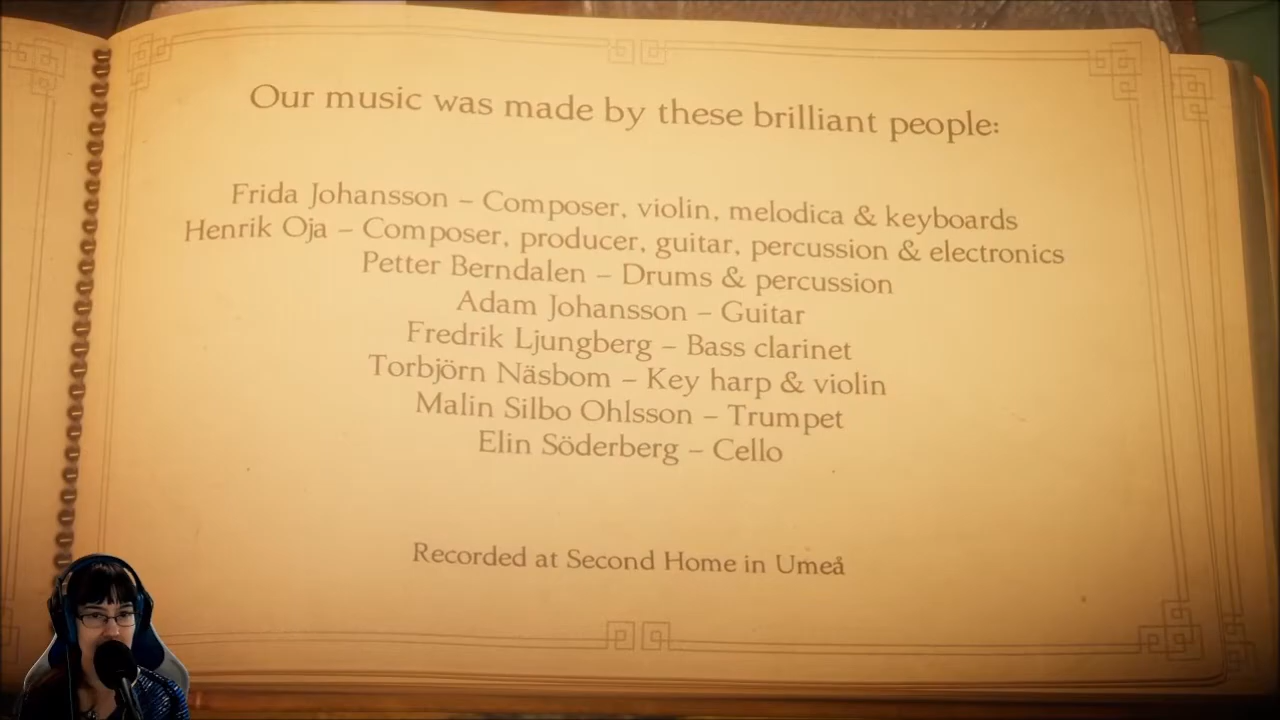 Our music was made by these brilliant people:
Frida Johansson – Composer, violin, melodica & keyboards
Henrik Oja – Composer, producer, guitar, percussion & electronics
Petter Berndalen – Drums & percussion
Adam Johansson – Guitar
Fredrik Ljungberg – Bass clarinet
Torbjörn Näsbom – Key harp & violin
Malin Silbo Ohlsson – Trumpet
Elin Söderberg – Cello
Recorded at Second Home in Umeå